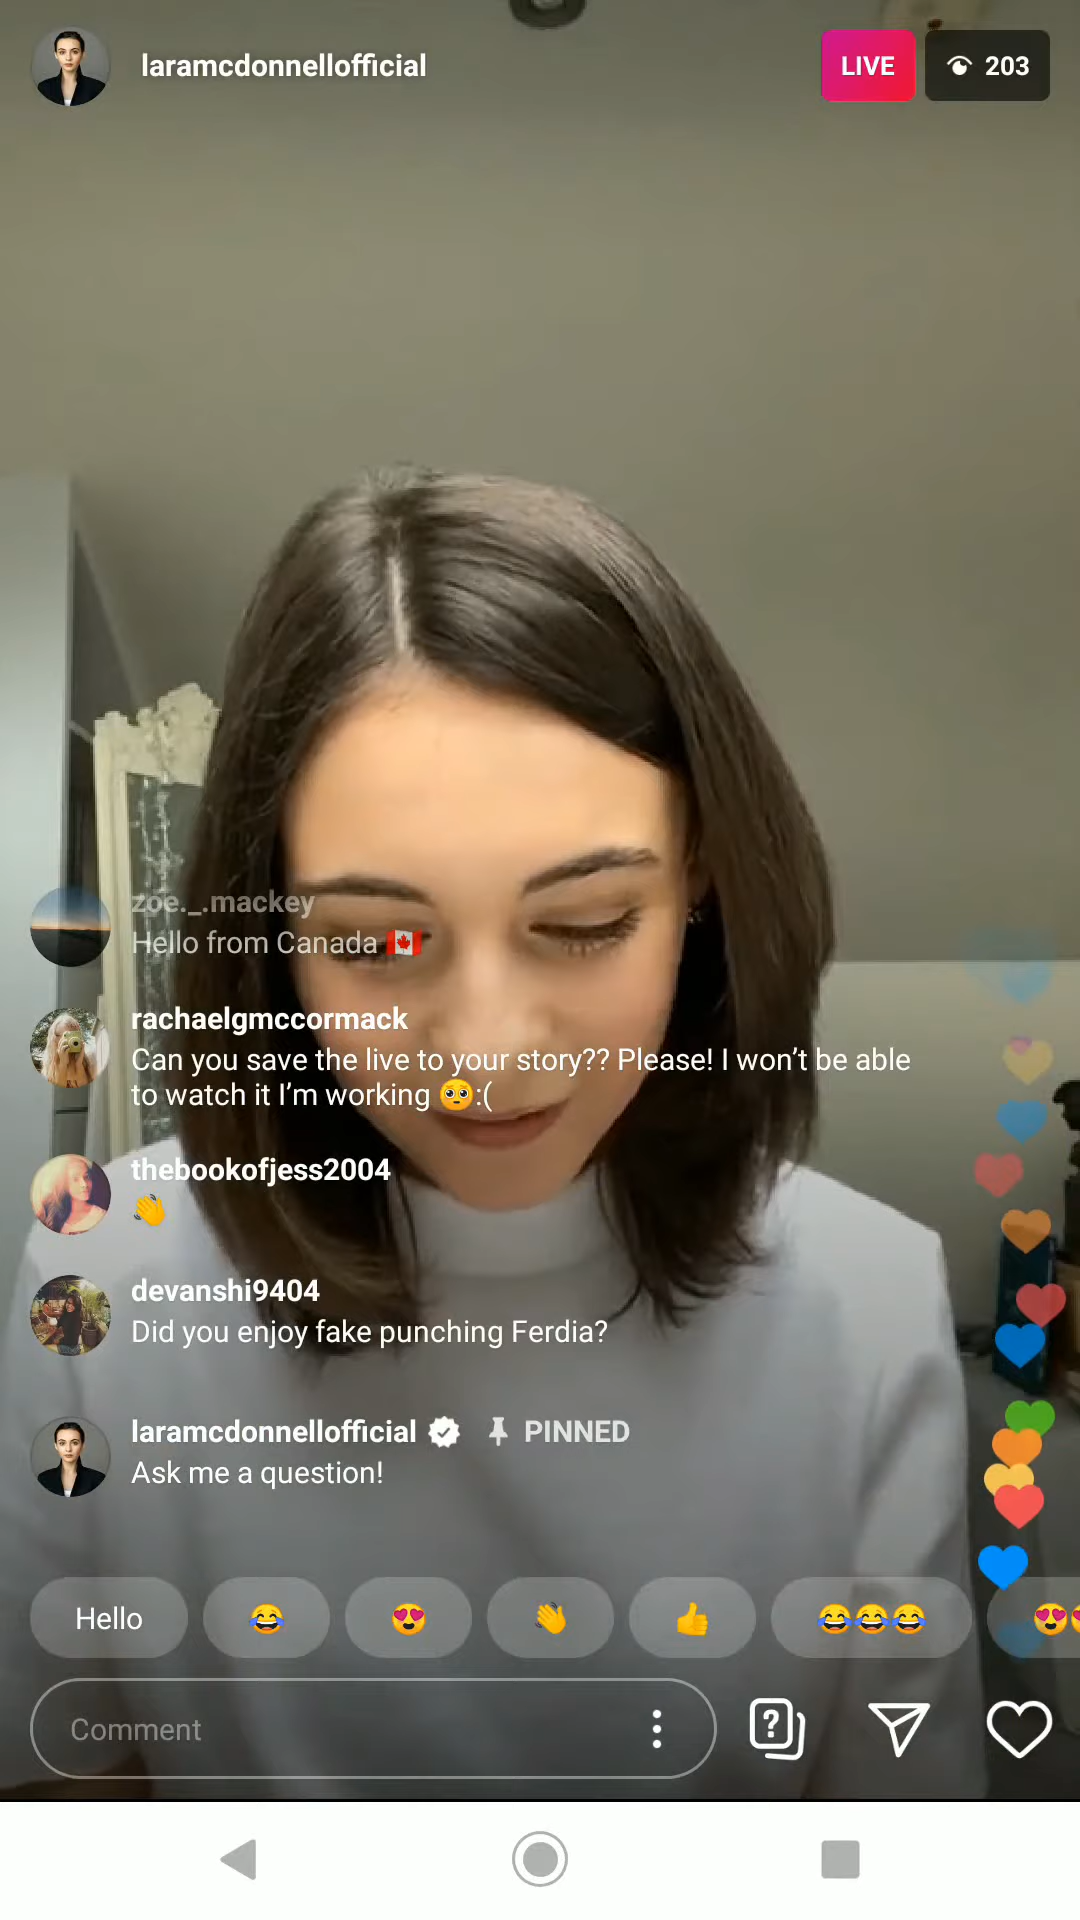 laramcdonnellofficial
LIVE
203
zoe._.mackey
Hello from Canada 🇨🇦
rachaelgmccormack
Can you save the live to your story?? Please! I won’t be able
to watch it I’m working 🥺:(
thebookofjess2004
👋
devanshi9404
Did you enjoy fake punching Ferdia?
laramcdonnellofficial PINNED
Ask me a question!
Hello 😂 😍 👋 👍 😂😂😂 😍
Comment